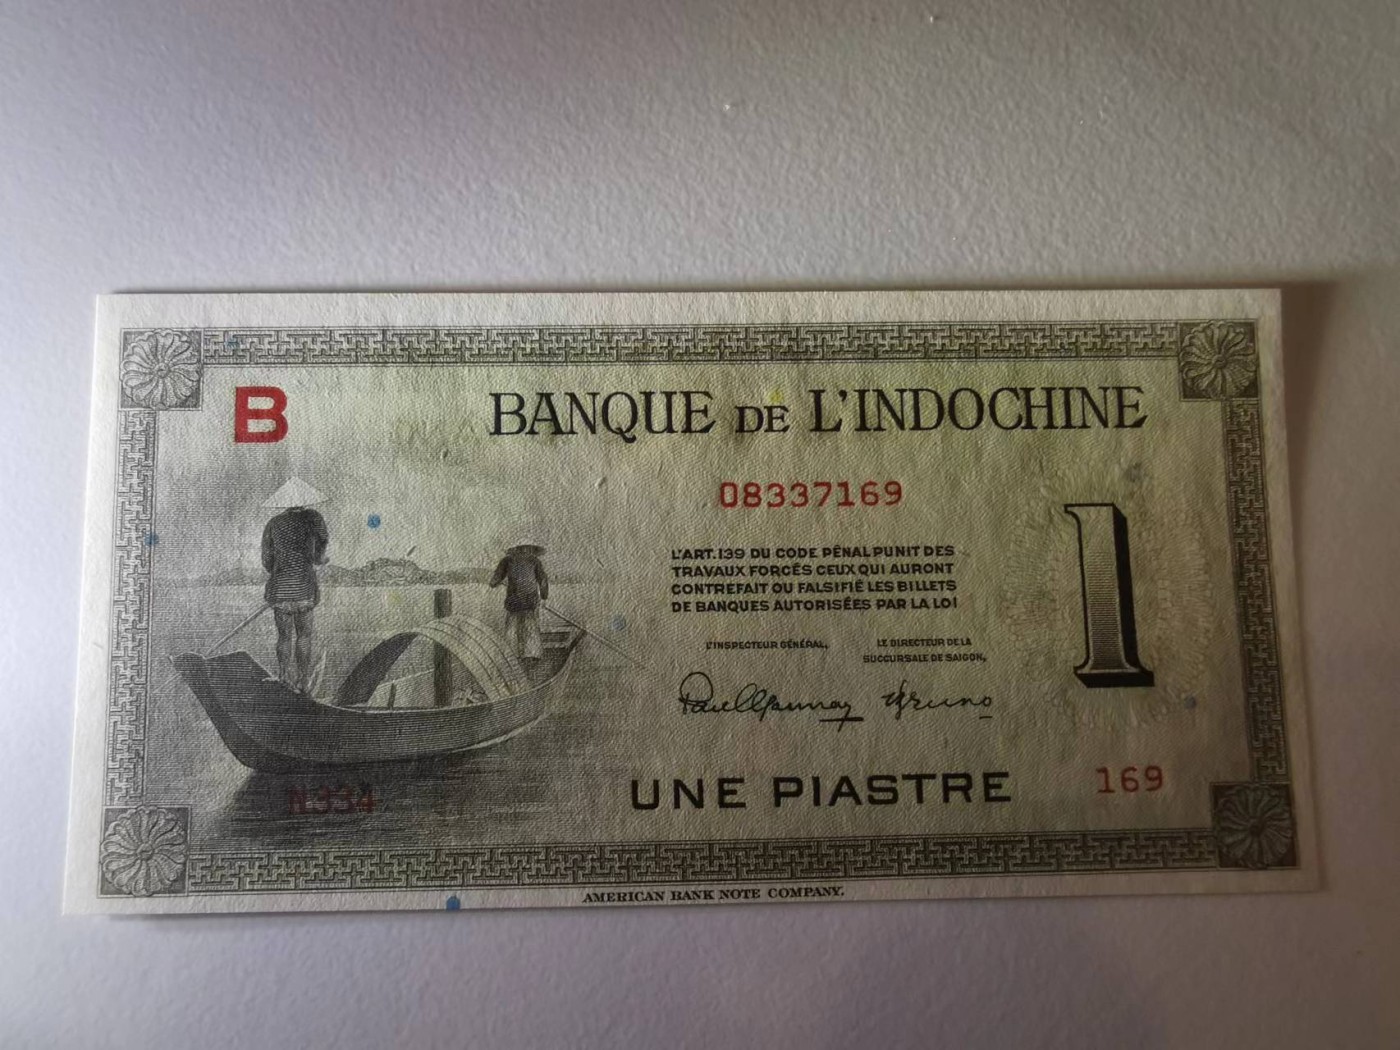 B
BANQUE DE L'INDOCHINE
08337169
L'ART.139 DU CODE PÉNAL PUNIT DES
TRAVAUX FORCÉS CEUX QUI AURONT
CONTREFAIT OU FALSIFIÉ LES BILLETS
DE BANQUES AUTORISÉES PAR LA LOI
L'INSPECTEUR GÉNÉRAL,
LE DIRECTEUR DE LA
SUCCURSALE DE SAIGON,
1
N.334
UNE PIASTRE
169
AMERICAN BANK NOTE COMPANY.